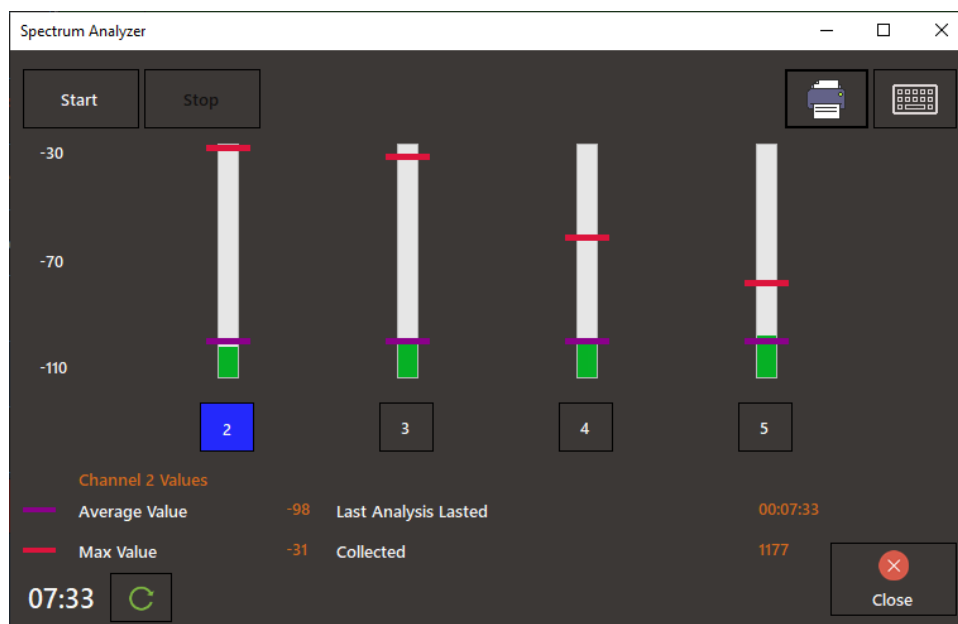 Spectrum Analyzer
Start Stop
-30
-70
-110
2 3 4 5
Channel 2 Values
Average Value -98 Last Analysis Lasted 00:07:33
Max Value -31 Collected 1177
07:33 Close